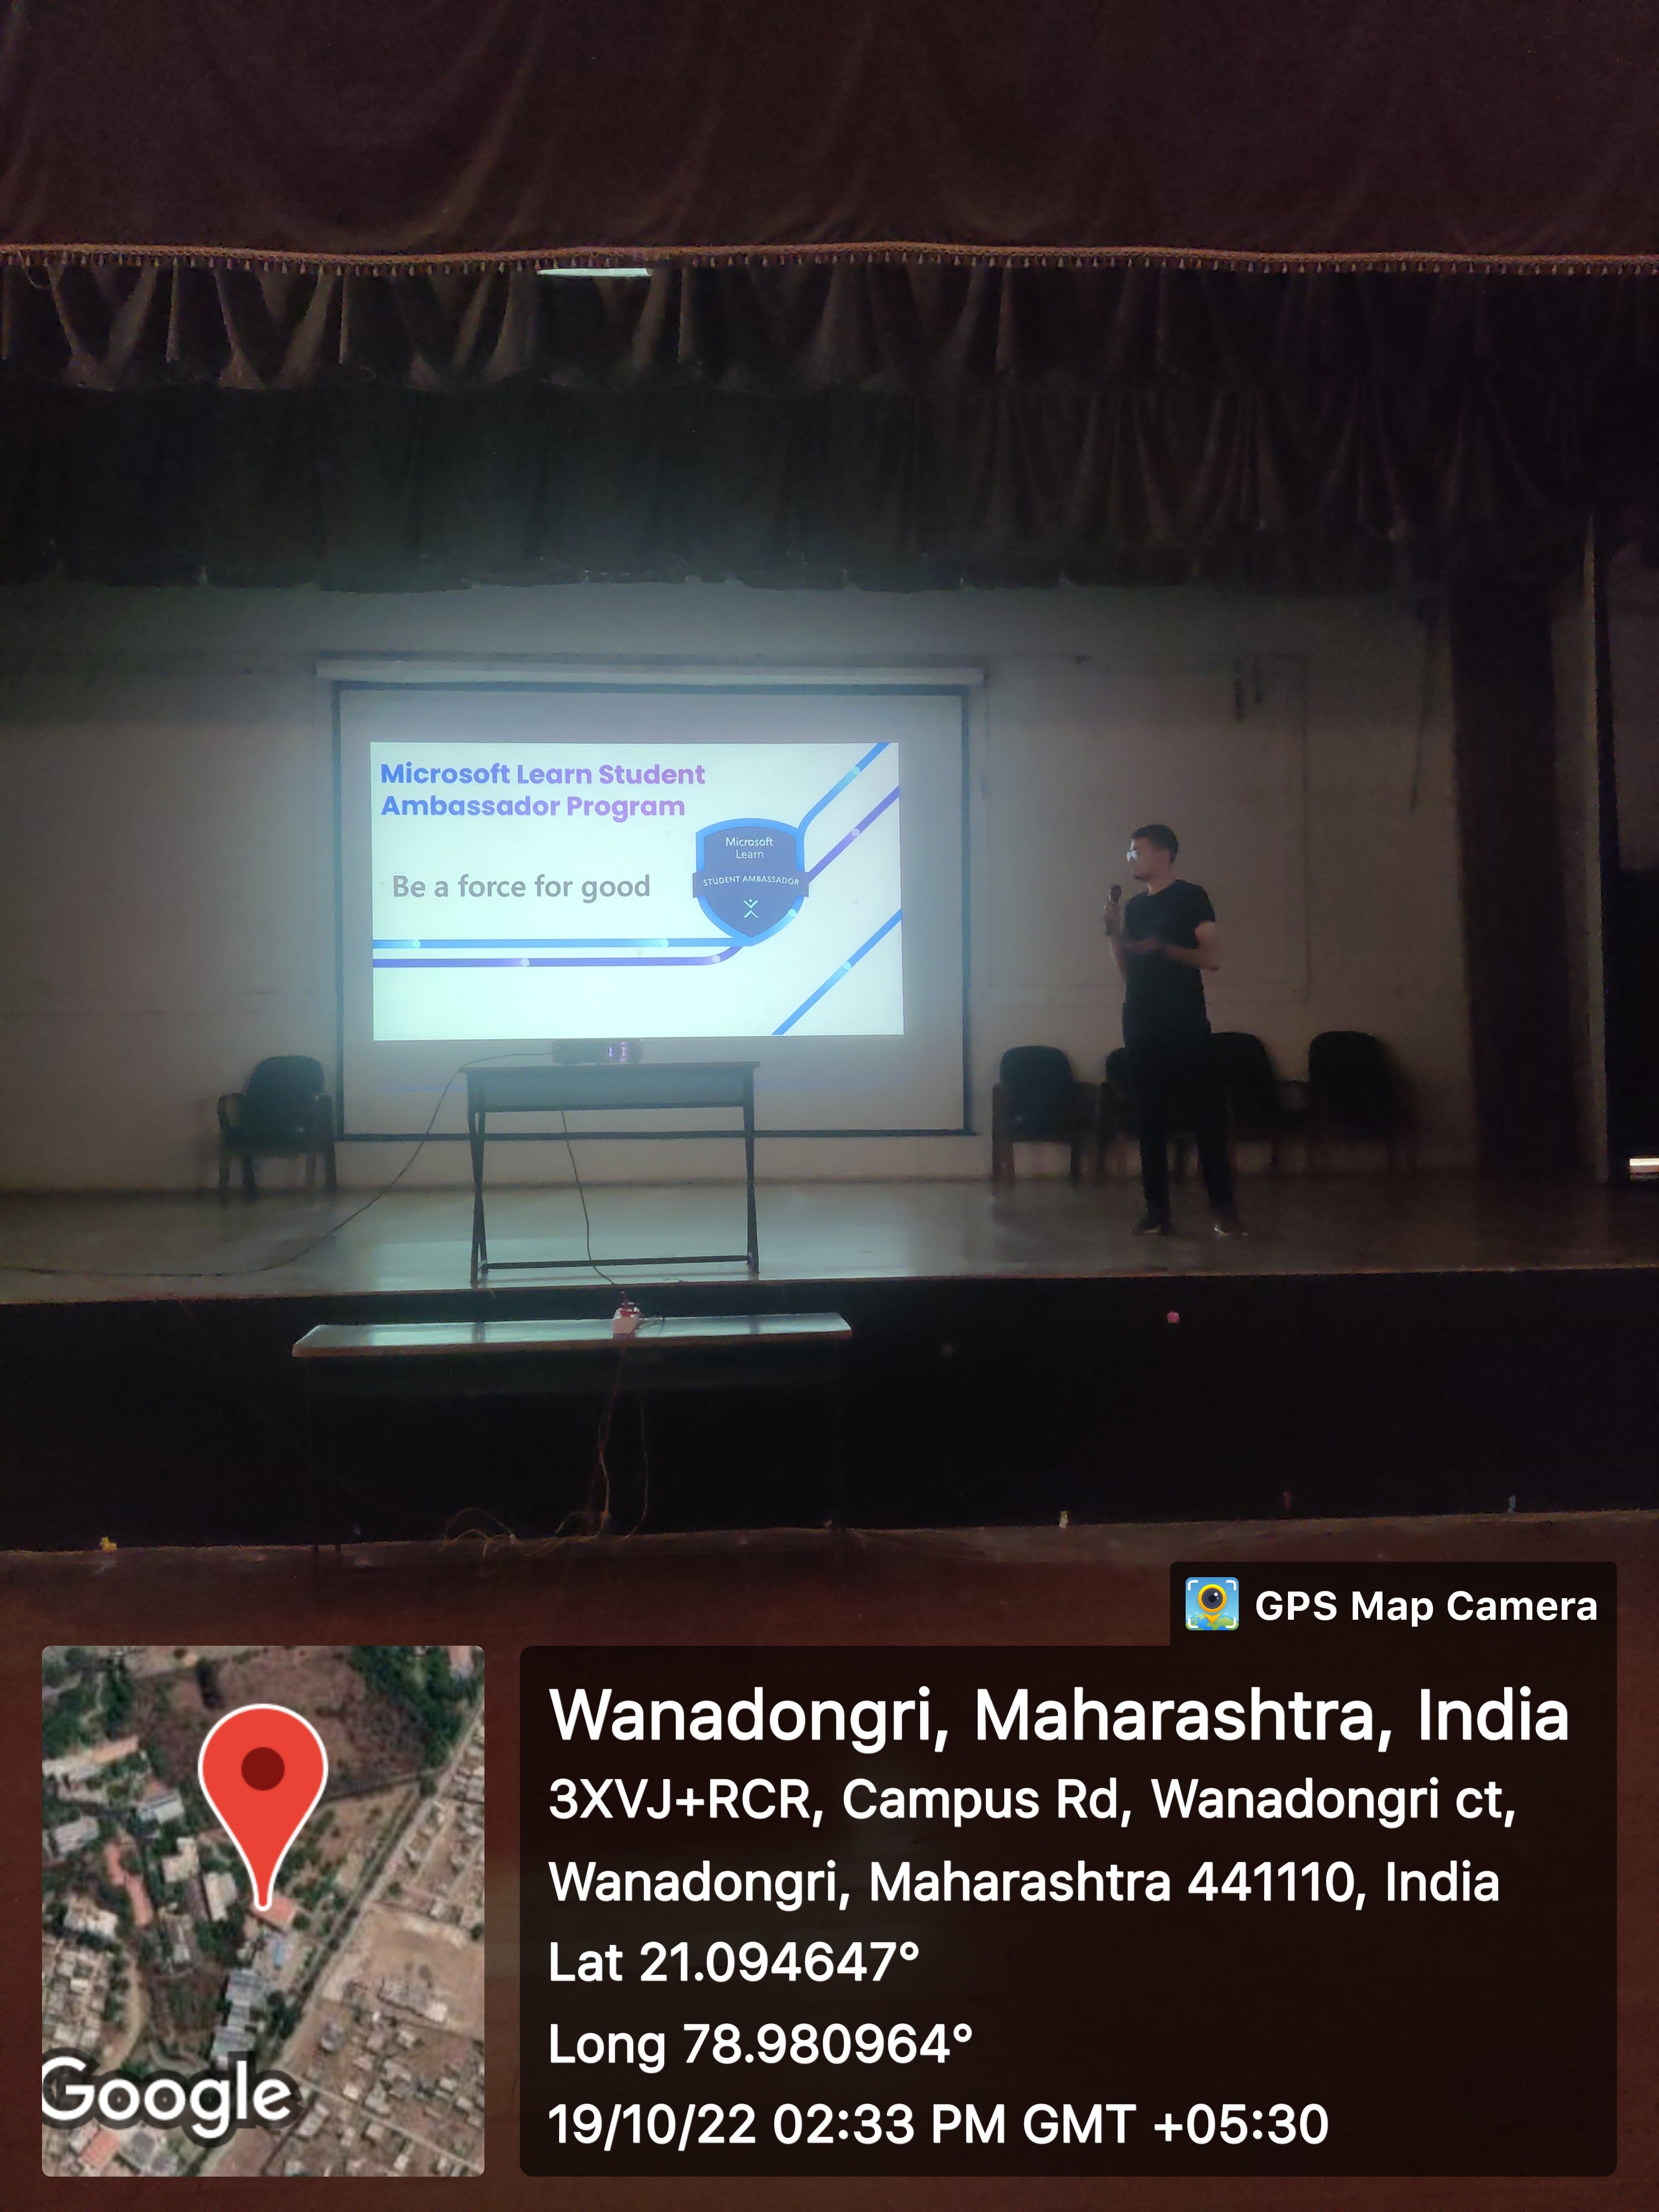 Microsoft Learn Student
Ambassador Program
Microsoft
Learn
STUDENT AMBASSADOR
Be a force for good
GPS Map Camera
Wanadongri, Maharashtra, India
3XVJ+RCR, Campus Rd, Wanadongri ct,
Wanadongri, Maharashtra 441110, India
Lat 21.094647°
Long 78.980964°
19/10/22 02:33 PM GMT +05:30
Google